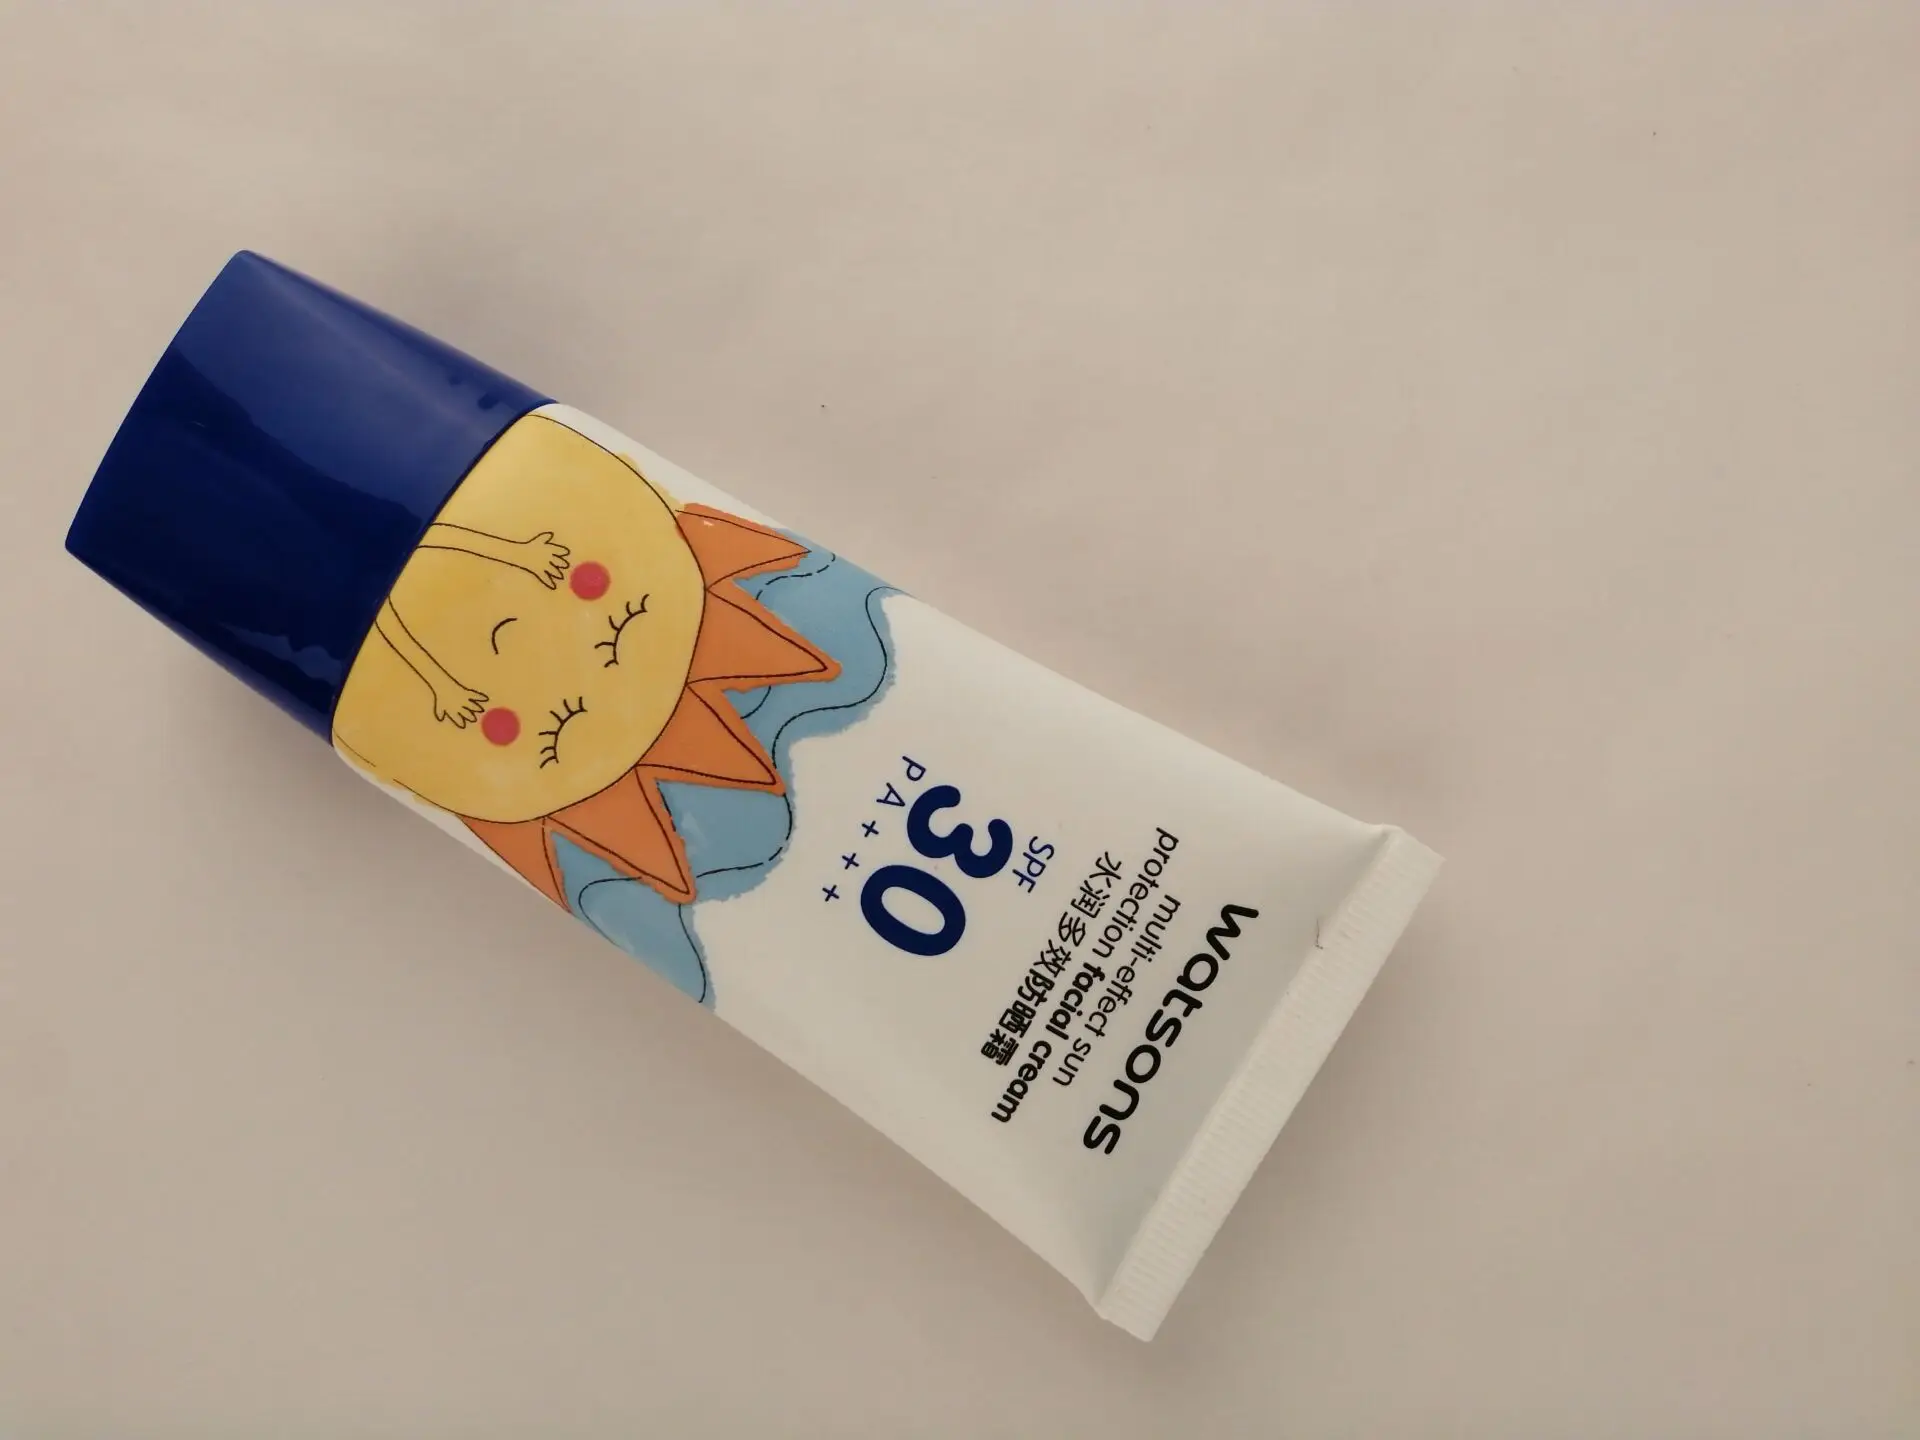 watsons
multi-effect sun
protection facial cream
水润多效防晒霜
SPF
30
PA+++